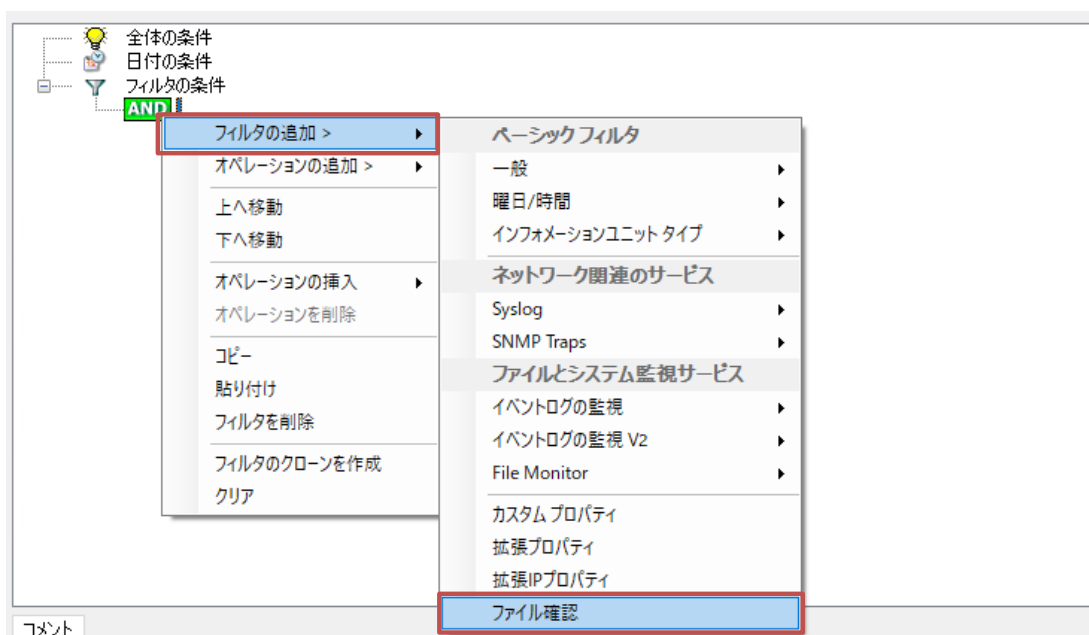 全体の条件
日付の条件
フィルタの条件
AND
フィルタの追加 >
オペレーションの追加 >
上へ移動
下へ移動
オペレーションの挿入
オペレーションを削除
コピー
貼り付け
フィルタを削除
フィルタのクローンを作成
クリア
ベーシック フィルタ
一般
曜日/時間
インフォメーションユニット タイプ
ネットワーク関連のサービス
Syslog
SNMP Traps
ファイルとシステム監視サービス
イベントログの監視
イベントログの監視 V2
File Monitor
カスタム プロパティ
拡張プロパティ
拡張IPプロパティ
ファイル確認
コメント